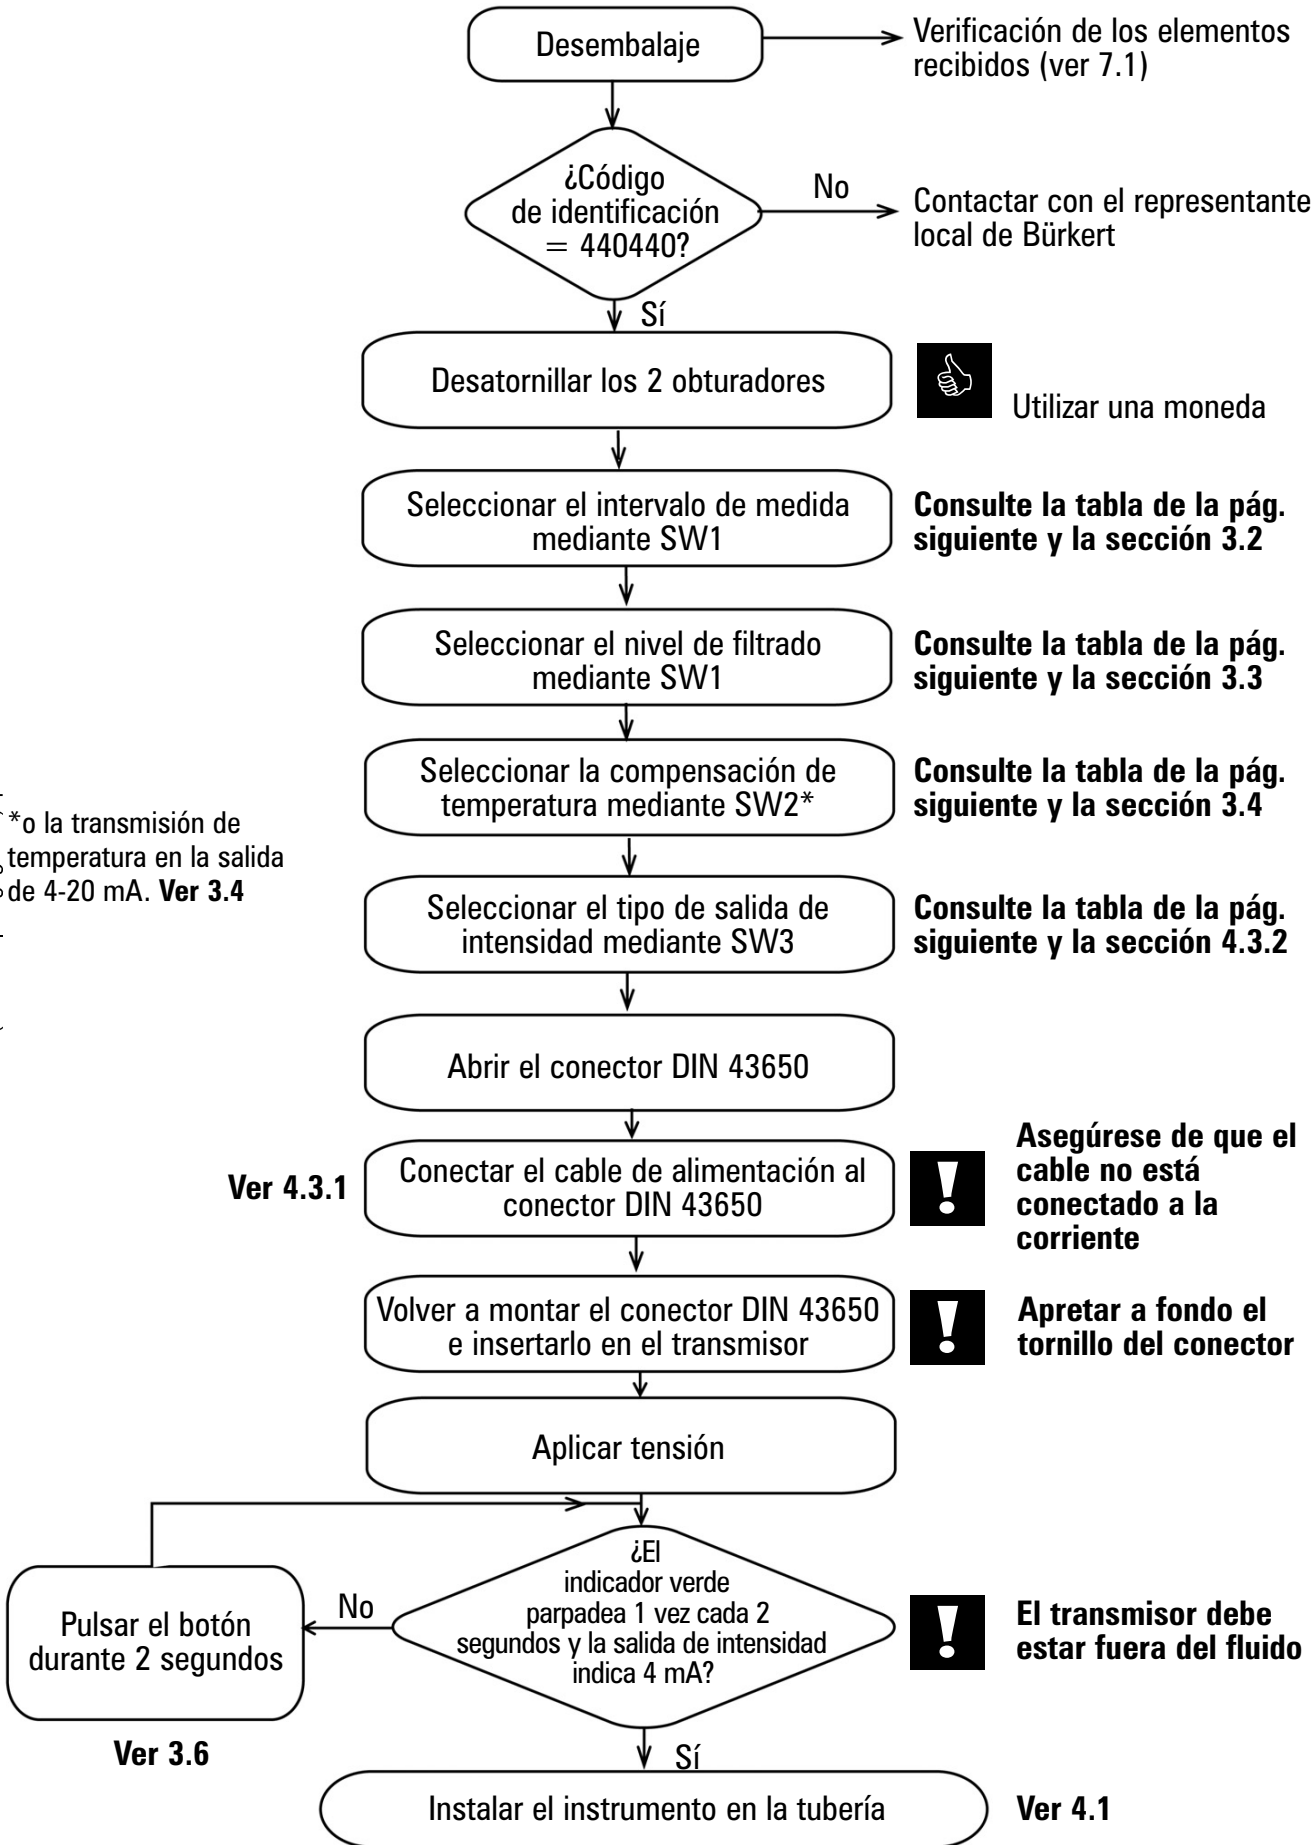 Desembalaje
Verificación de los elementos
recibidos (ver 7.1)
¿Código
de identificación
= 440440?
No
Contactar con el representante
local de Bürkert
Sí
Desatornillar los 2 obturadores
Utilizar una moneda
Seleccionar el intervalo de medida
mediante SW1
Consulte la tabla de la pág.
siguiente y la sección 3.2
Seleccionar el nivel de filtrado
mediante SW1
Consulte la tabla de la pág.
siguiente y la sección 3.3
Seleccionar la compensación de
temperatura mediante SW2*
Consulte la tabla de la pág.
siguiente y la sección 3.4
*o la transmisión de
temperatura en la salida
de 4-20 mA. Ver 3.4
Seleccionar el tipo de salida de
intensidad mediante SW3
Consulte la tabla de la pág.
siguiente y la sección 4.3.2
Abrir el conector DIN 43650
Ver 4.3.1
Conectar el cable de alimentación al
conector DIN 43650
!
Asegúrese de que el
cable no está
conectado a la
corriente
Volver a montar el conector DIN 43650
e insertarlo en el transmisor
!
Apretar a fondo el
tornillo del conector
Aplicar tensión
¿El
indicador verde
parpadea 1 vez cada 2
segundos y la salida de intensidad
indica 4 mA?
No
Pulsar el botón
durante 2 segundos
Ver 3.6
!
El transmisor debe
estar fuera del fluido
Sí
Instalar el instrumento en la tubería
Ver 4.1